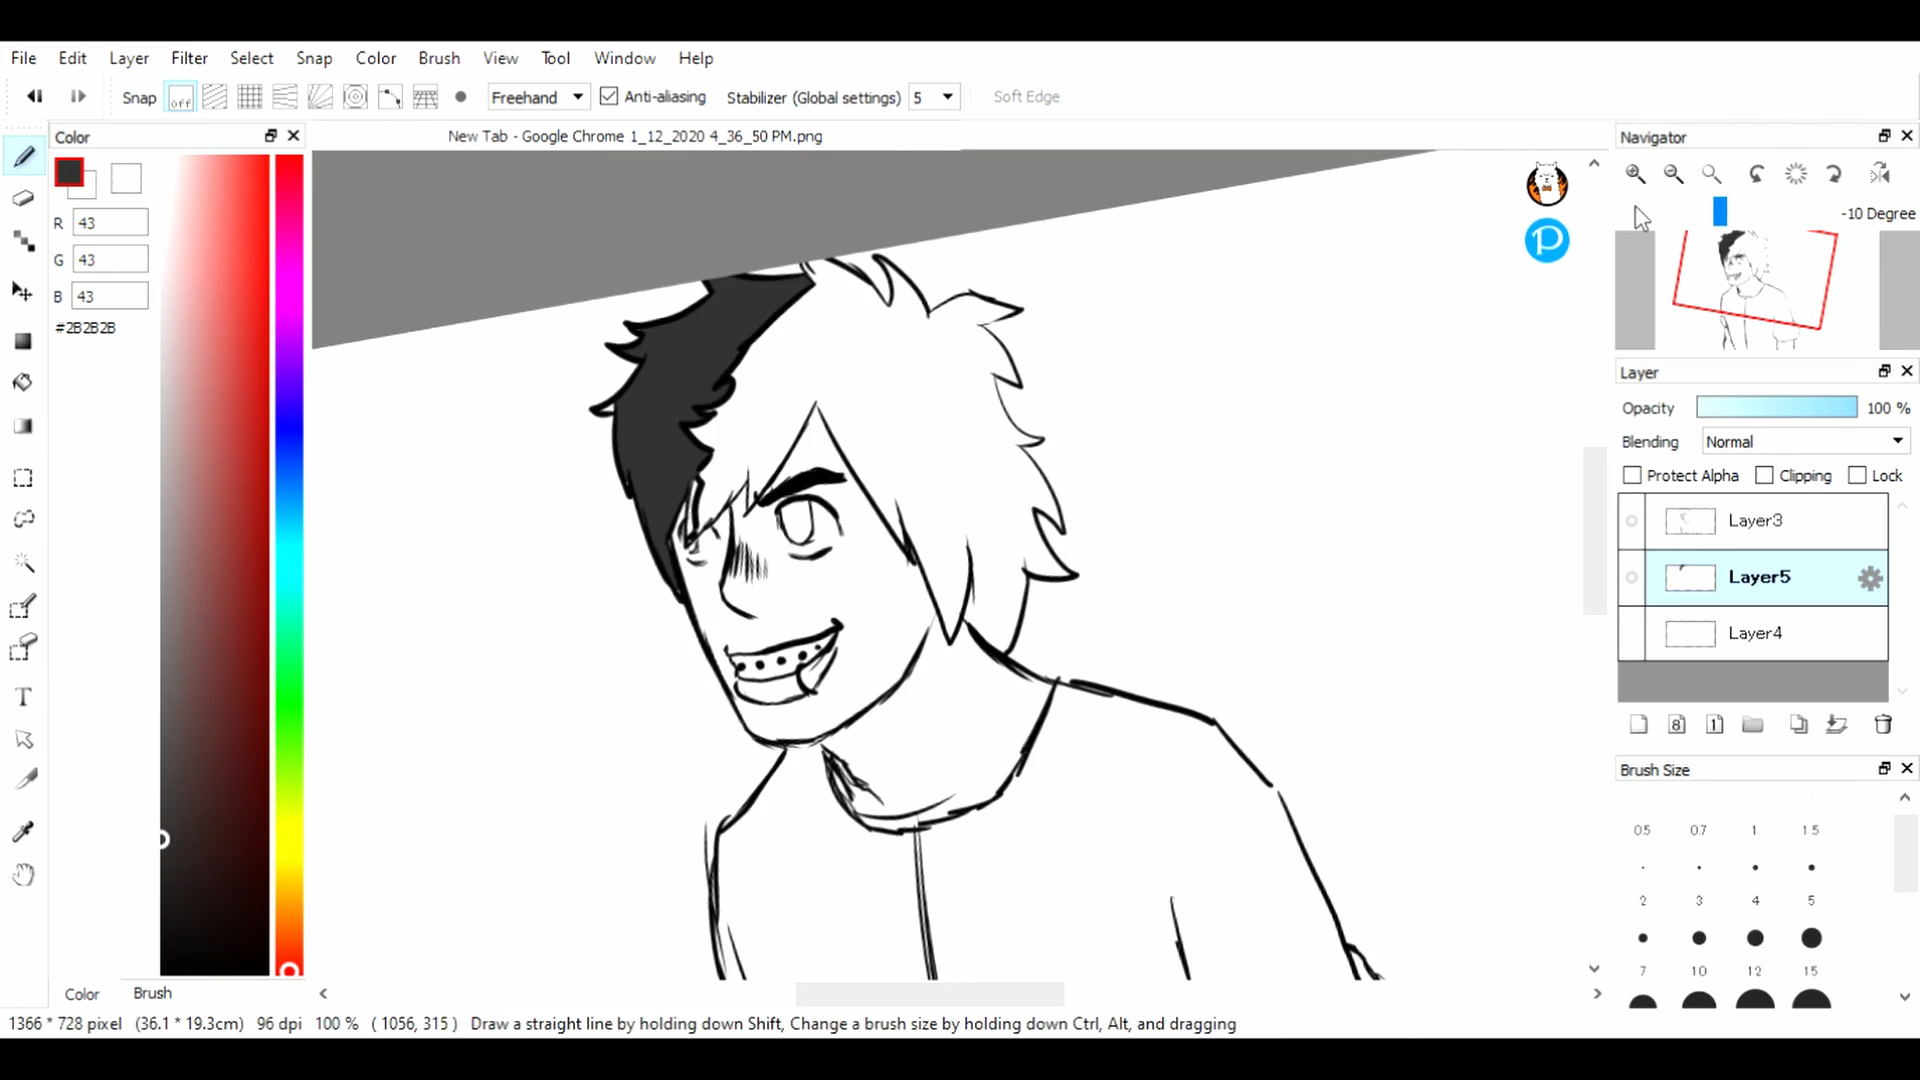 File Edit Layer Filter Select Snap Color Brush View Tool Window Help
Snap off Freehand Anti-aliasing Stabilizer (Global settings) 5 Soft Edge
Color
New Tab - Google Chrome 1_12_2020 4_36_50 PM.png
Navigator
R 43
G 43
B 43
#2B2B2B
-10 Degree
Layer
Opacity 100 %
Blending Normal
Protect Alpha Clipping Lock
Layer3
Layer5
Layer4
8 1
Brush Size
0.5 0.7 1 1.5
2 3 4 5
7 10 12 15
Color Brush
1366 * 728 pixel (36.1 * 19.3cm) 96 dpi 100 % ( 1056, 315 ) Draw a straight line by holding down Shift, Change a brush size by holding down Ctrl, Alt, and dragging